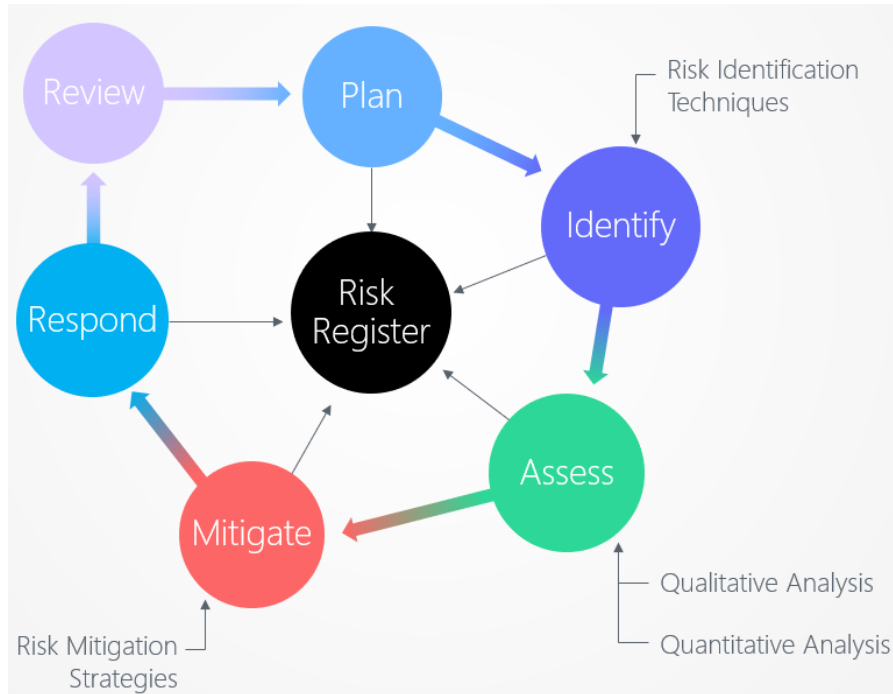 Review
Plan
Risk Identification
Techniques
Identify
Risk
Register
Respond
Assess
Mitigate
Qualitative Analysis
Quantitative Analysis
Risk Mitigation
Strategies